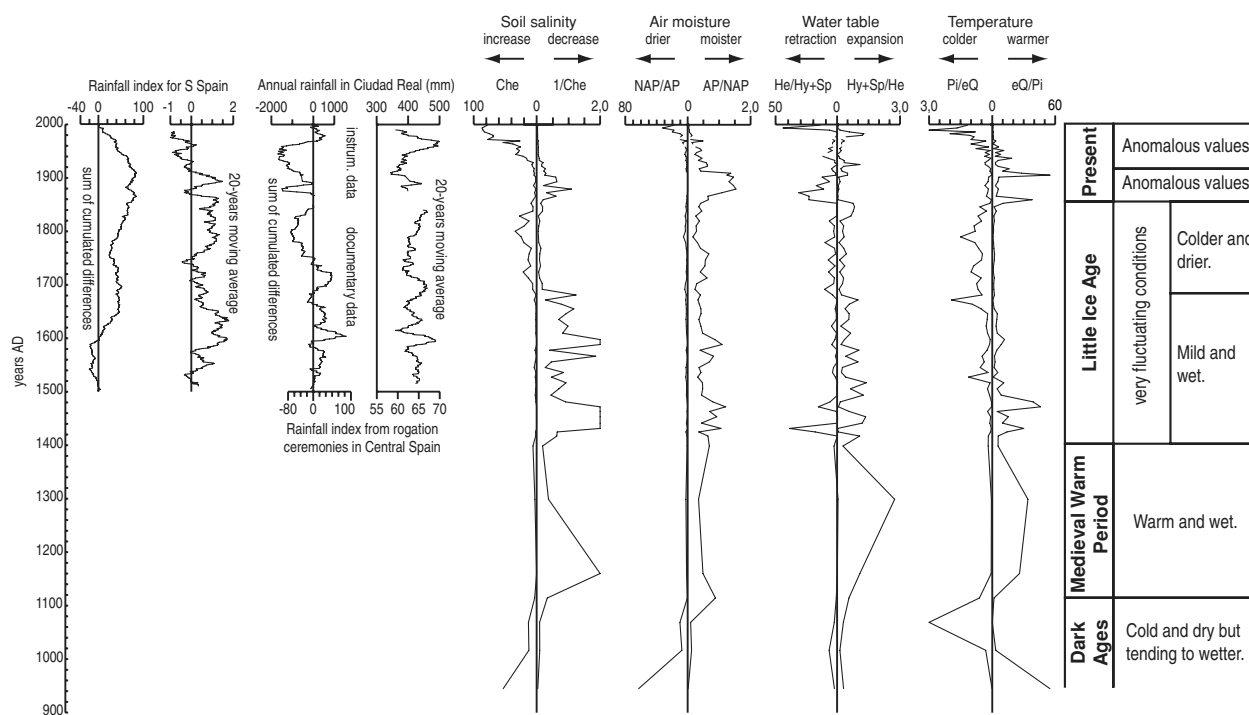 Soil salinity
increase decrease
Air moisture
drier moister
Water table
retraction expansion
Temperature
colder warmer
Rainfall index for S Spain
-40 0 100
-1 0 2
Annual rainfall in Ciudad Real (mm)
-2000 0 1000
300 400 500
Che 1/Che
100 0 2,0
NAP/AP AP/NAP
80 0 2,0
He/Hy+Sp Hy+Sp/He
50 0 3,0
Pi/eQ eQ/Pi
3,0 0 60
years AD
2000
1900
1800
1700
1600
1500
1400
1300
1200
1100
1000
900
sum of cumulated differences
20-years moving average
sum of cumulated differences
instrum. data
documentary data
20-years moving average
-80 0 100
55 60 65 70
Rainfall index from rogation
ceremonies in Central Spain
Present
Anomalous values
Anomalous values
Little Ice Age
very fluctuating conditions
Colder and
drier.
Mild and
wet.
Medieval Warm
Period
Warm and wet.
Dark
Ages
Cold and dry but
tending to wetter.